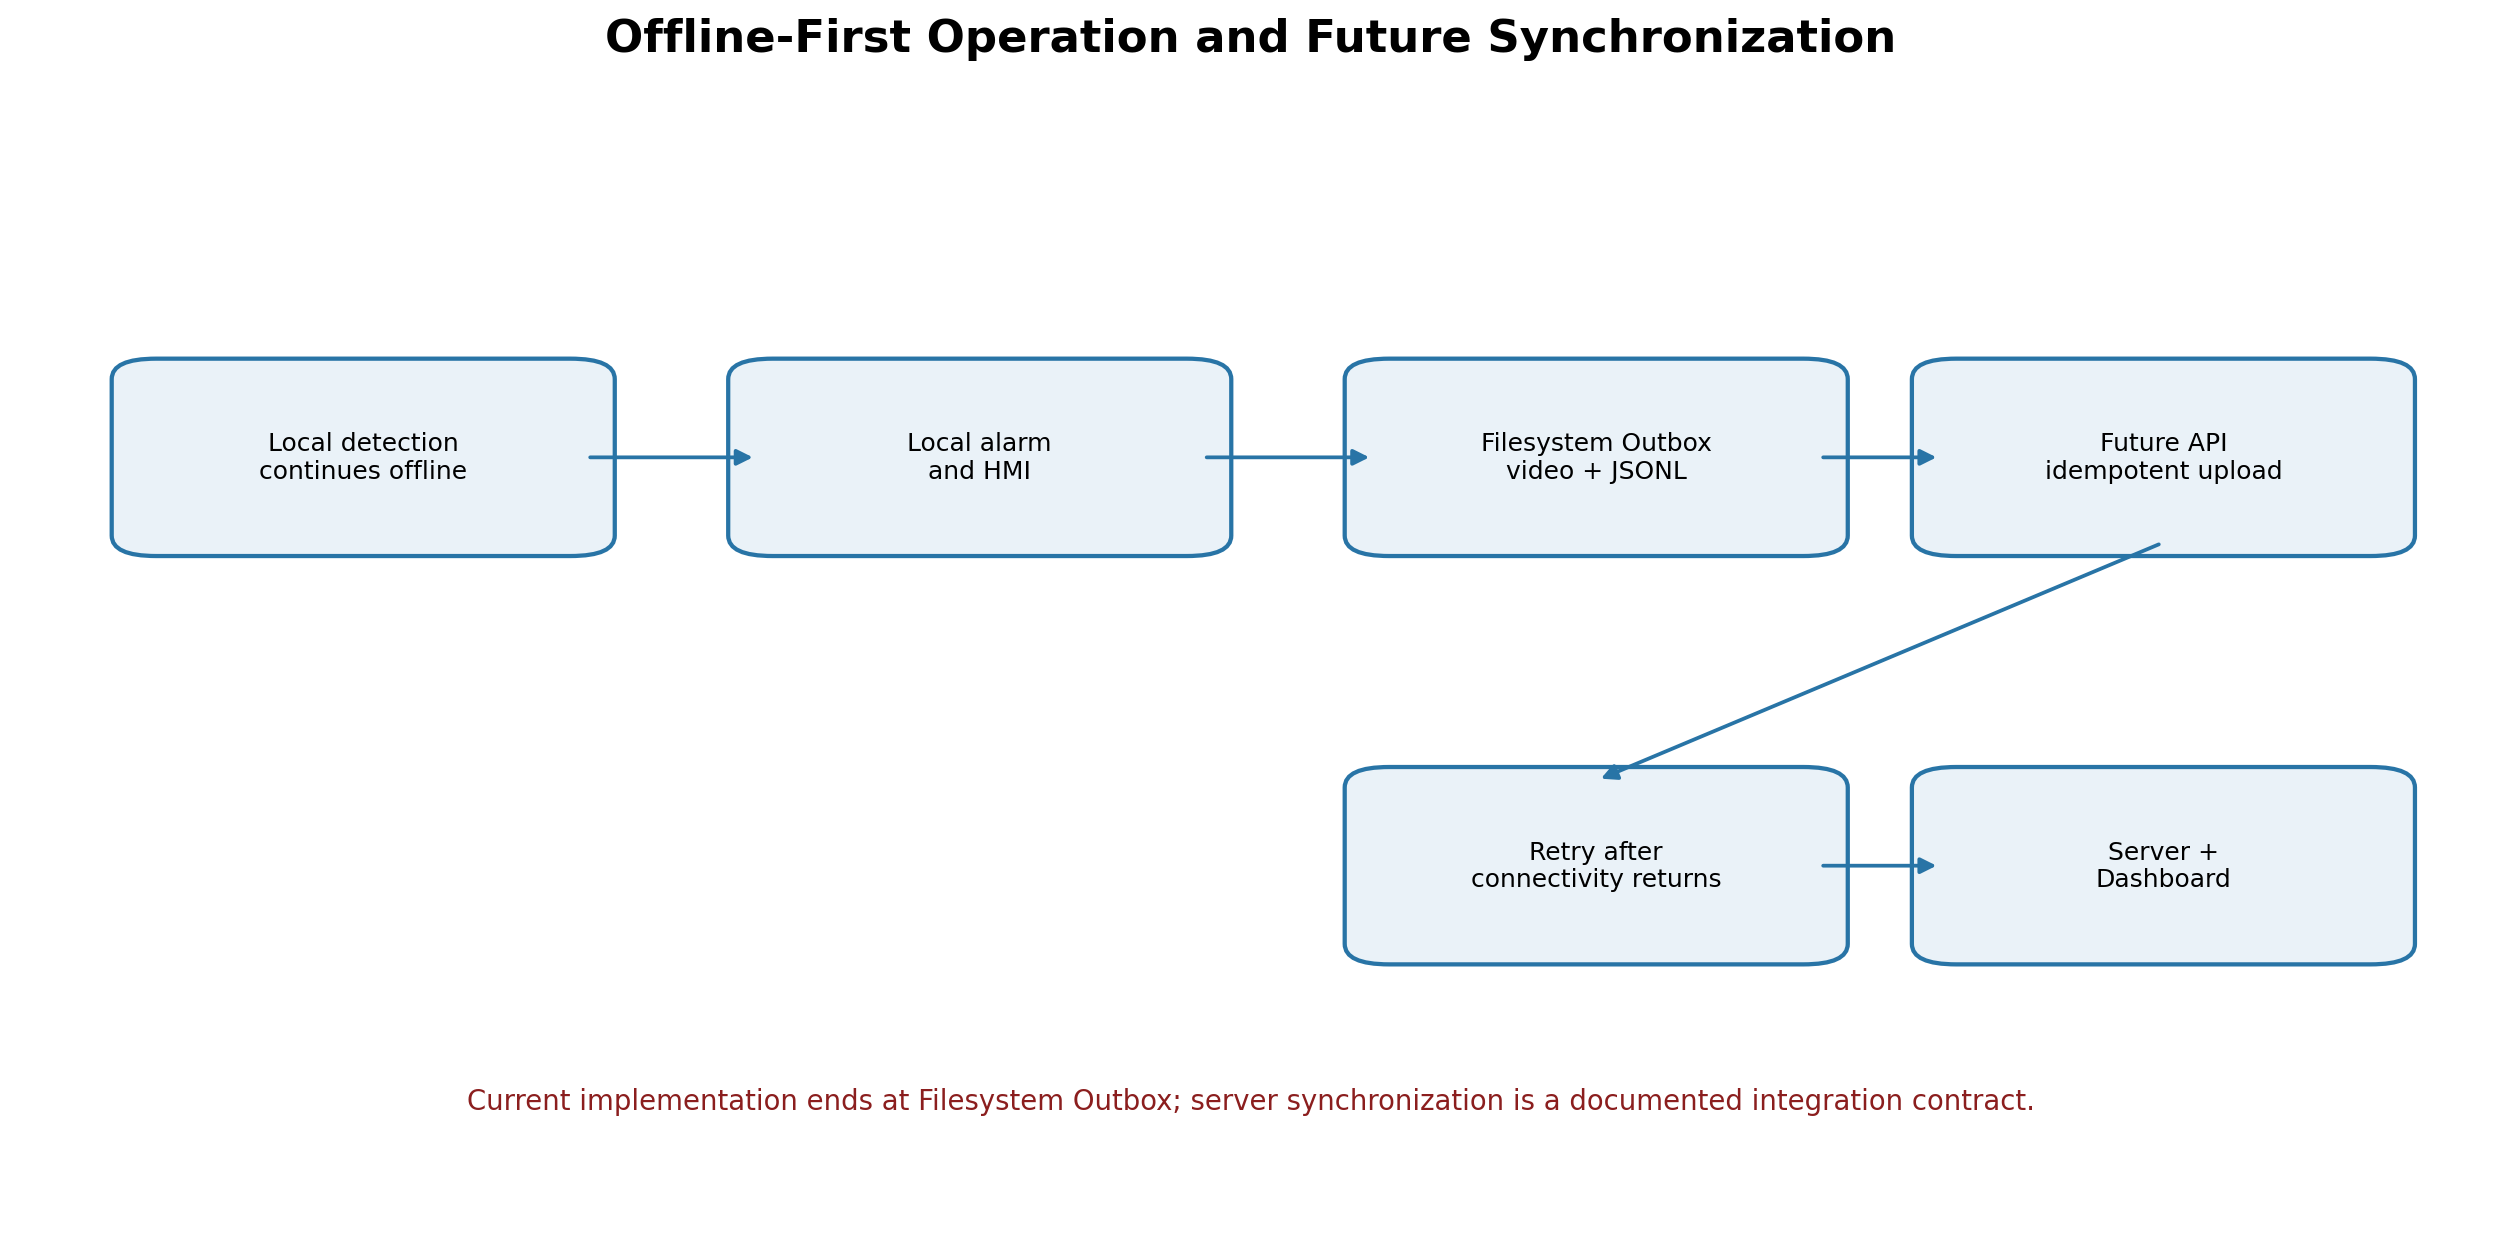 Offline-First Operation and Future Synchronization
Local detection
continues offline
Local alarm
and HMI
Filesystem Outbox
video + JSONL
Future API
idempotent upload
Retry after
connectivity returns
Server +
Dashboard
Current implementation ends at Filesystem Outbox; server synchronization is a documented integration contract.